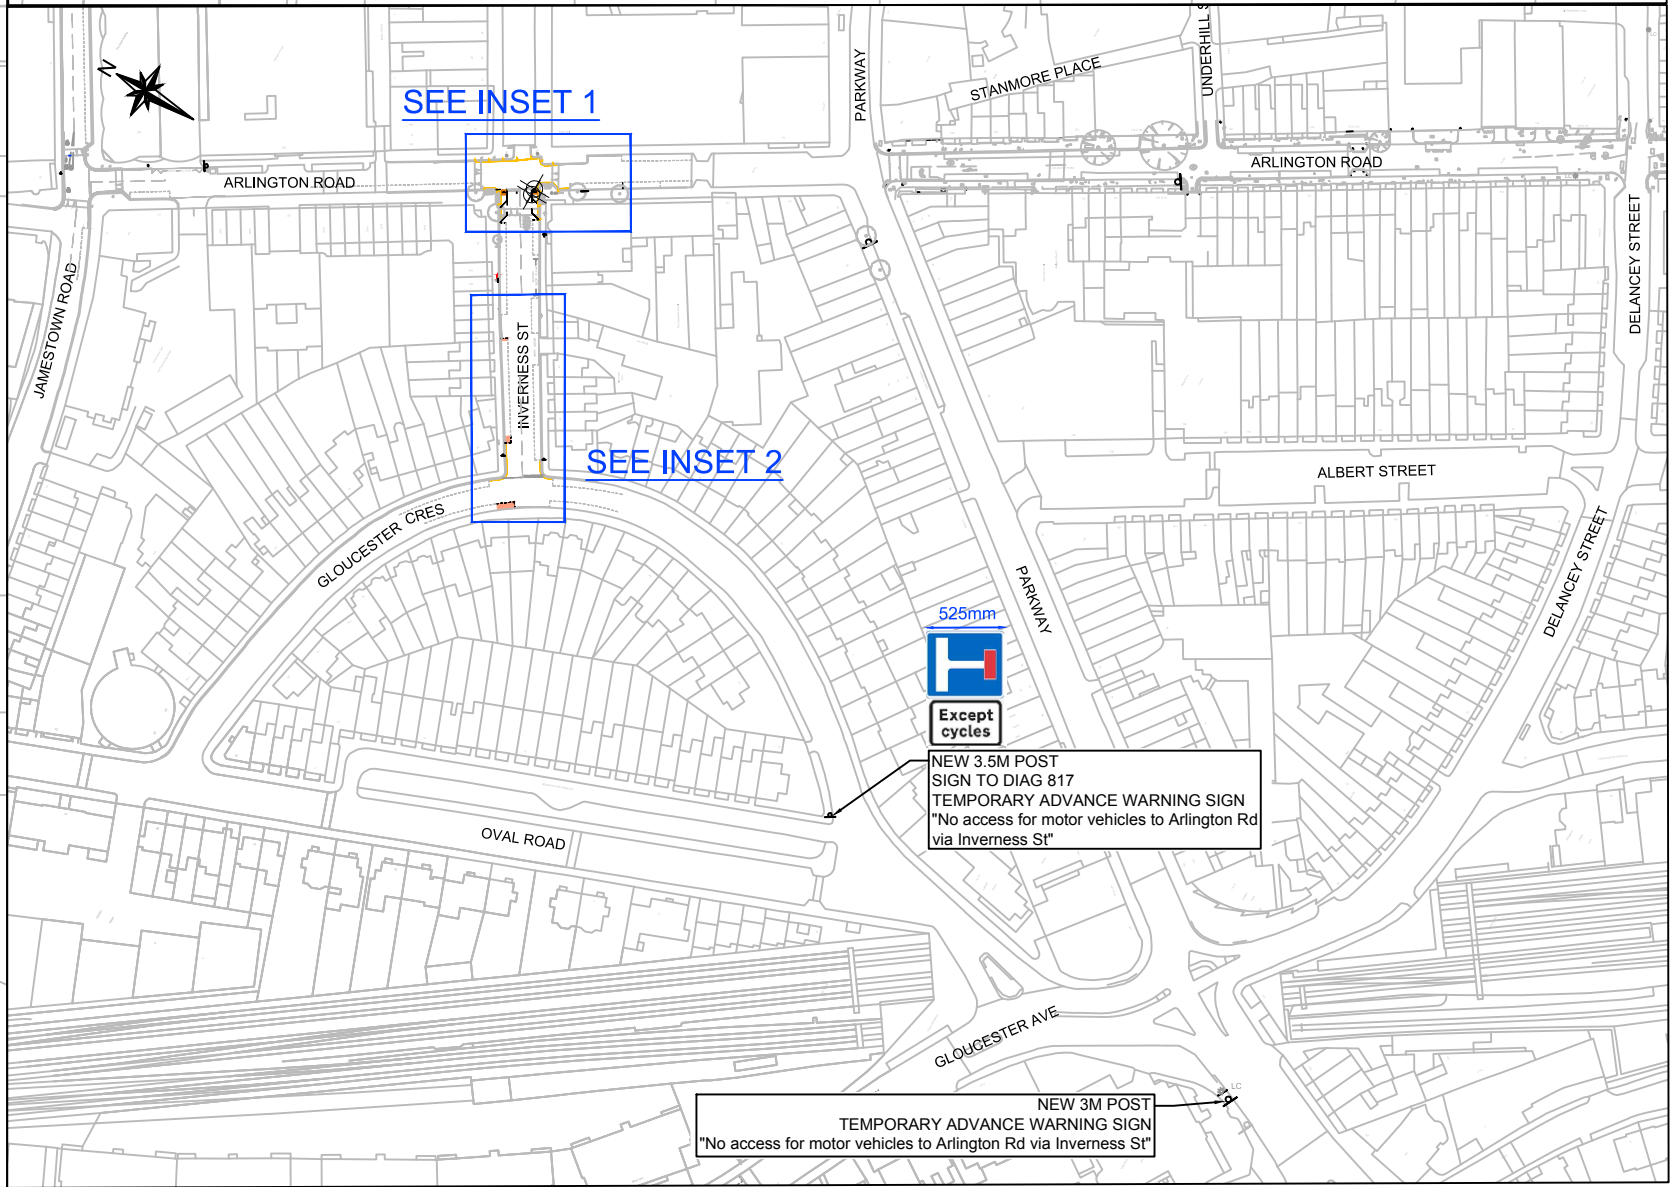 N
SEE INSET 1
PARKWAY
STANMORE PLACE
UNDERHILL S
ARLINGTON ROAD
ARLINGTON ROAD
JAMESTOWN ROAD
INVERNESS ST
DELANCEY STREET
SEE INSET 2
ALBERT STREET
GLOUCESTER CRES
PARKWAY
DELANCEY STREET
525mm
Except
cycles
NEW 3.5M POST
SIGN TO DIAG 817
TEMPORARY ADVANCE WARNING SIGN
"No access for motor vehicles to Arlington Rd
via Inverness St"
OVAL ROAD
GLOUCESTER AVE
LC
NEW 3M POST
TEMPORARY ADVANCE WARNING SIGN
"No access for motor vehicles to Arlington Rd via Inverness St"